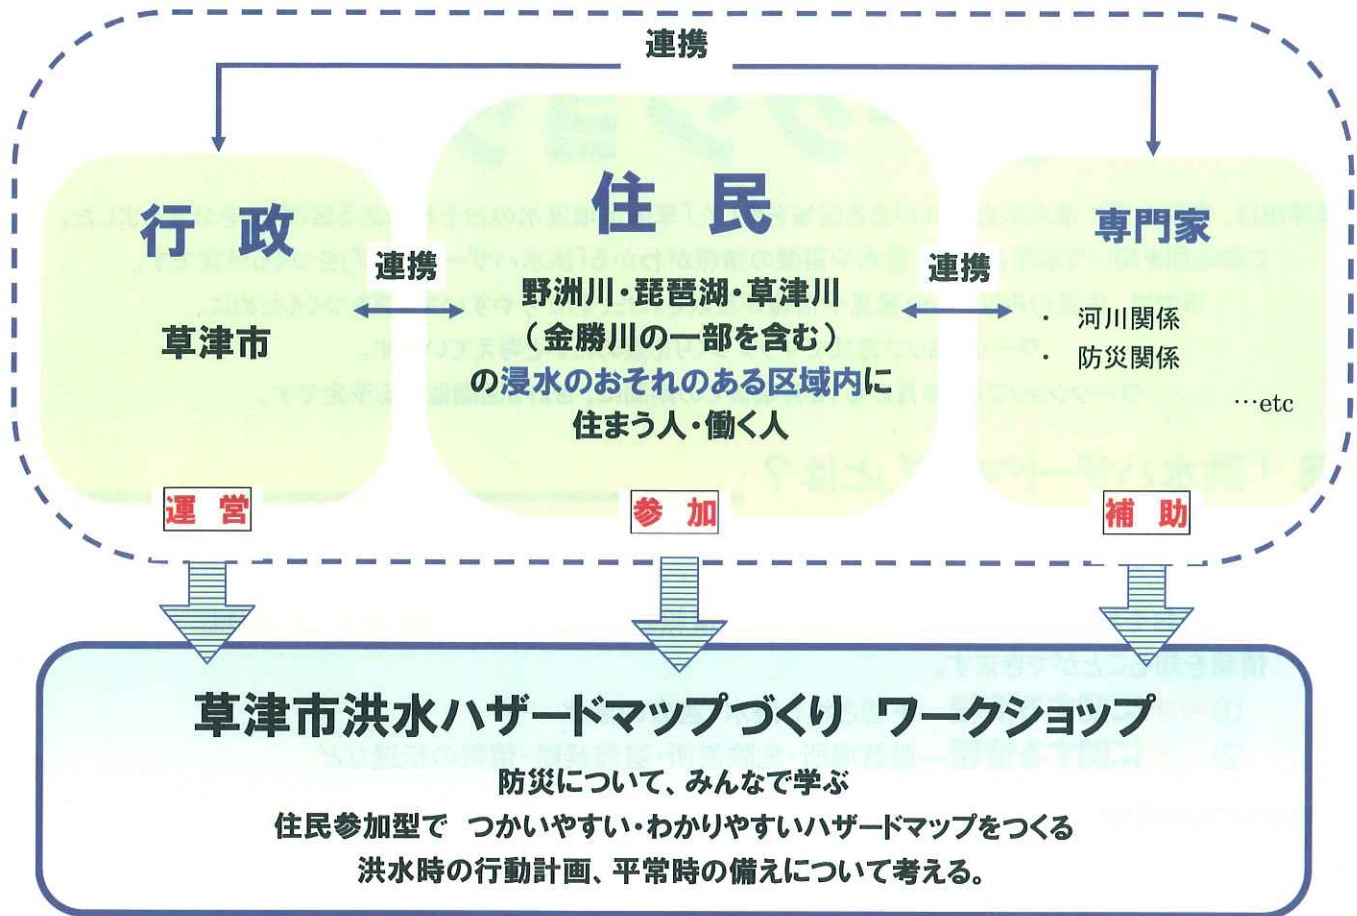 連携
行 政
草津市
連携
住 民
野洲川・琵琶湖・草津川
（金勝川の一部を含む）
の浸水のおそれのある区域内に
住まう人・働く人
連携
専門家
・ 河川関係
・ 防災関係
…etc
運 営
参 加
補 助
草津市洪水ハザードマップづくり ワークショップ
防災について、みんなで学ぶ
住民参加型で つかいやすい・わかりやすいハザードマップをつくる
洪水時の行動計画、平常時の備えについて考える。